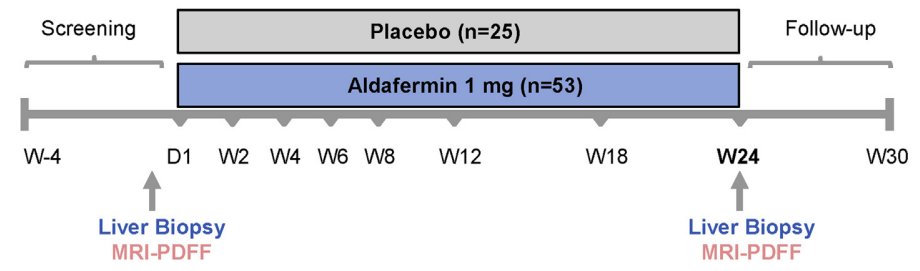 Screening
Placebo (n=25)
Follow-up
Aldafermin 1 mg (n=53)
W-4 D1 W2 W4 W6 W8 W12 W18 W24 W30
Liver Biopsy
MRI-PDFF
Liver Biopsy
MRI-PDFF